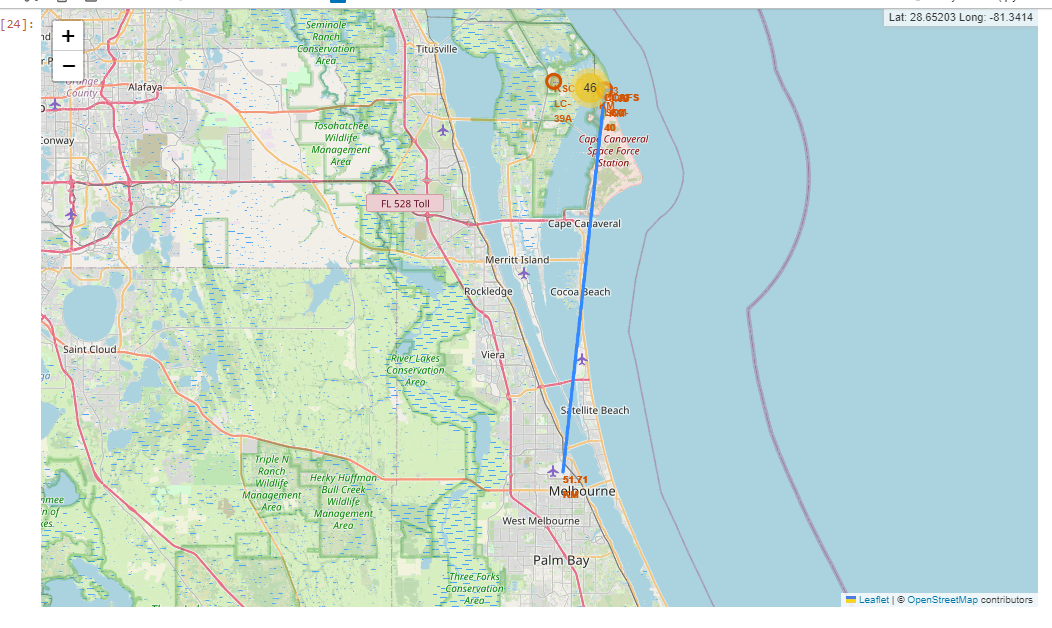 [24]:
Lat: 28.65203 Long: -81.3414
+
−
Seminole
Ranch
Conservation
Area
Titusville
Orange
County
Alafaya
46
KSC
LC-
39A
40
Tosohatchee
Wildlife
Management
Area
Cape Canaveral
Space Force
Station
FL 528 Toll
Cape Canaveral
Merritt Island
Rockledge
Cocoa Beach
Saint Cloud
Viera
River Lakes
Conservation
Area
Satellite Beach
Triple N
Ranch
Wildlife
Management
Area
Herky Huffman
Bull Creek
Wildlife
Management
Area
51.71
KM
Melbourne
West Melbourne
Palm Bay
Three Forks
Conservation
Area
Leaflet | © OpenStreetMap contributors